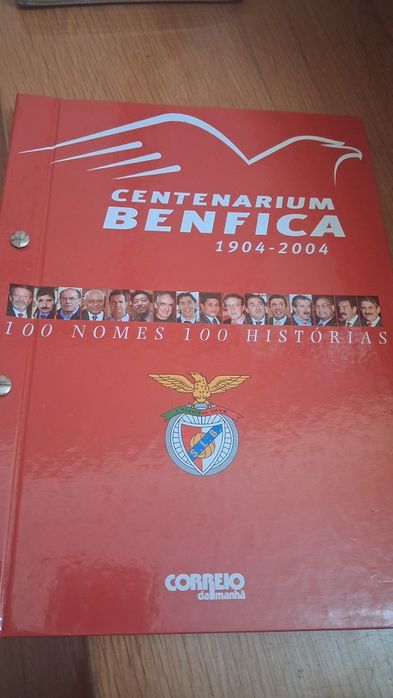 CENTENARIUM
BENFICA
1904-2004
100 NOMES 100 HISTÓRIAS
S L B
CORREIO
da manhã